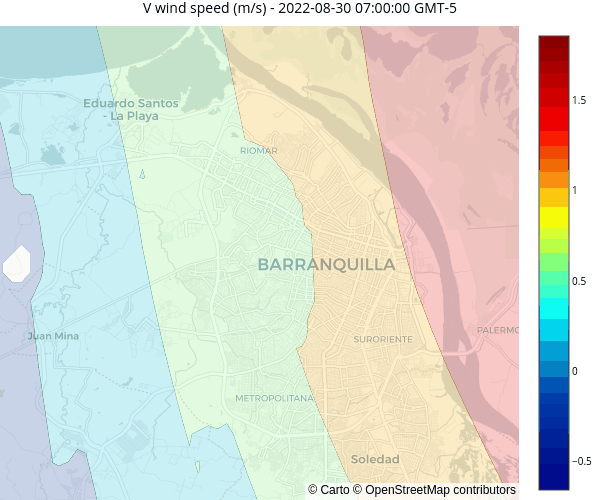 V wind speed (m/s) - 2022-08-30 07:00:00 GMT-5
Eduardo Santos
- La Playa
RIOMAR
BARRANQUILLA
Juan Mina
SURORIENTE
PALERMO
METROPOLITANA
Soledad
© Carto © OpenStreetMap contributors
1.5
1
0.5
0
−0.5